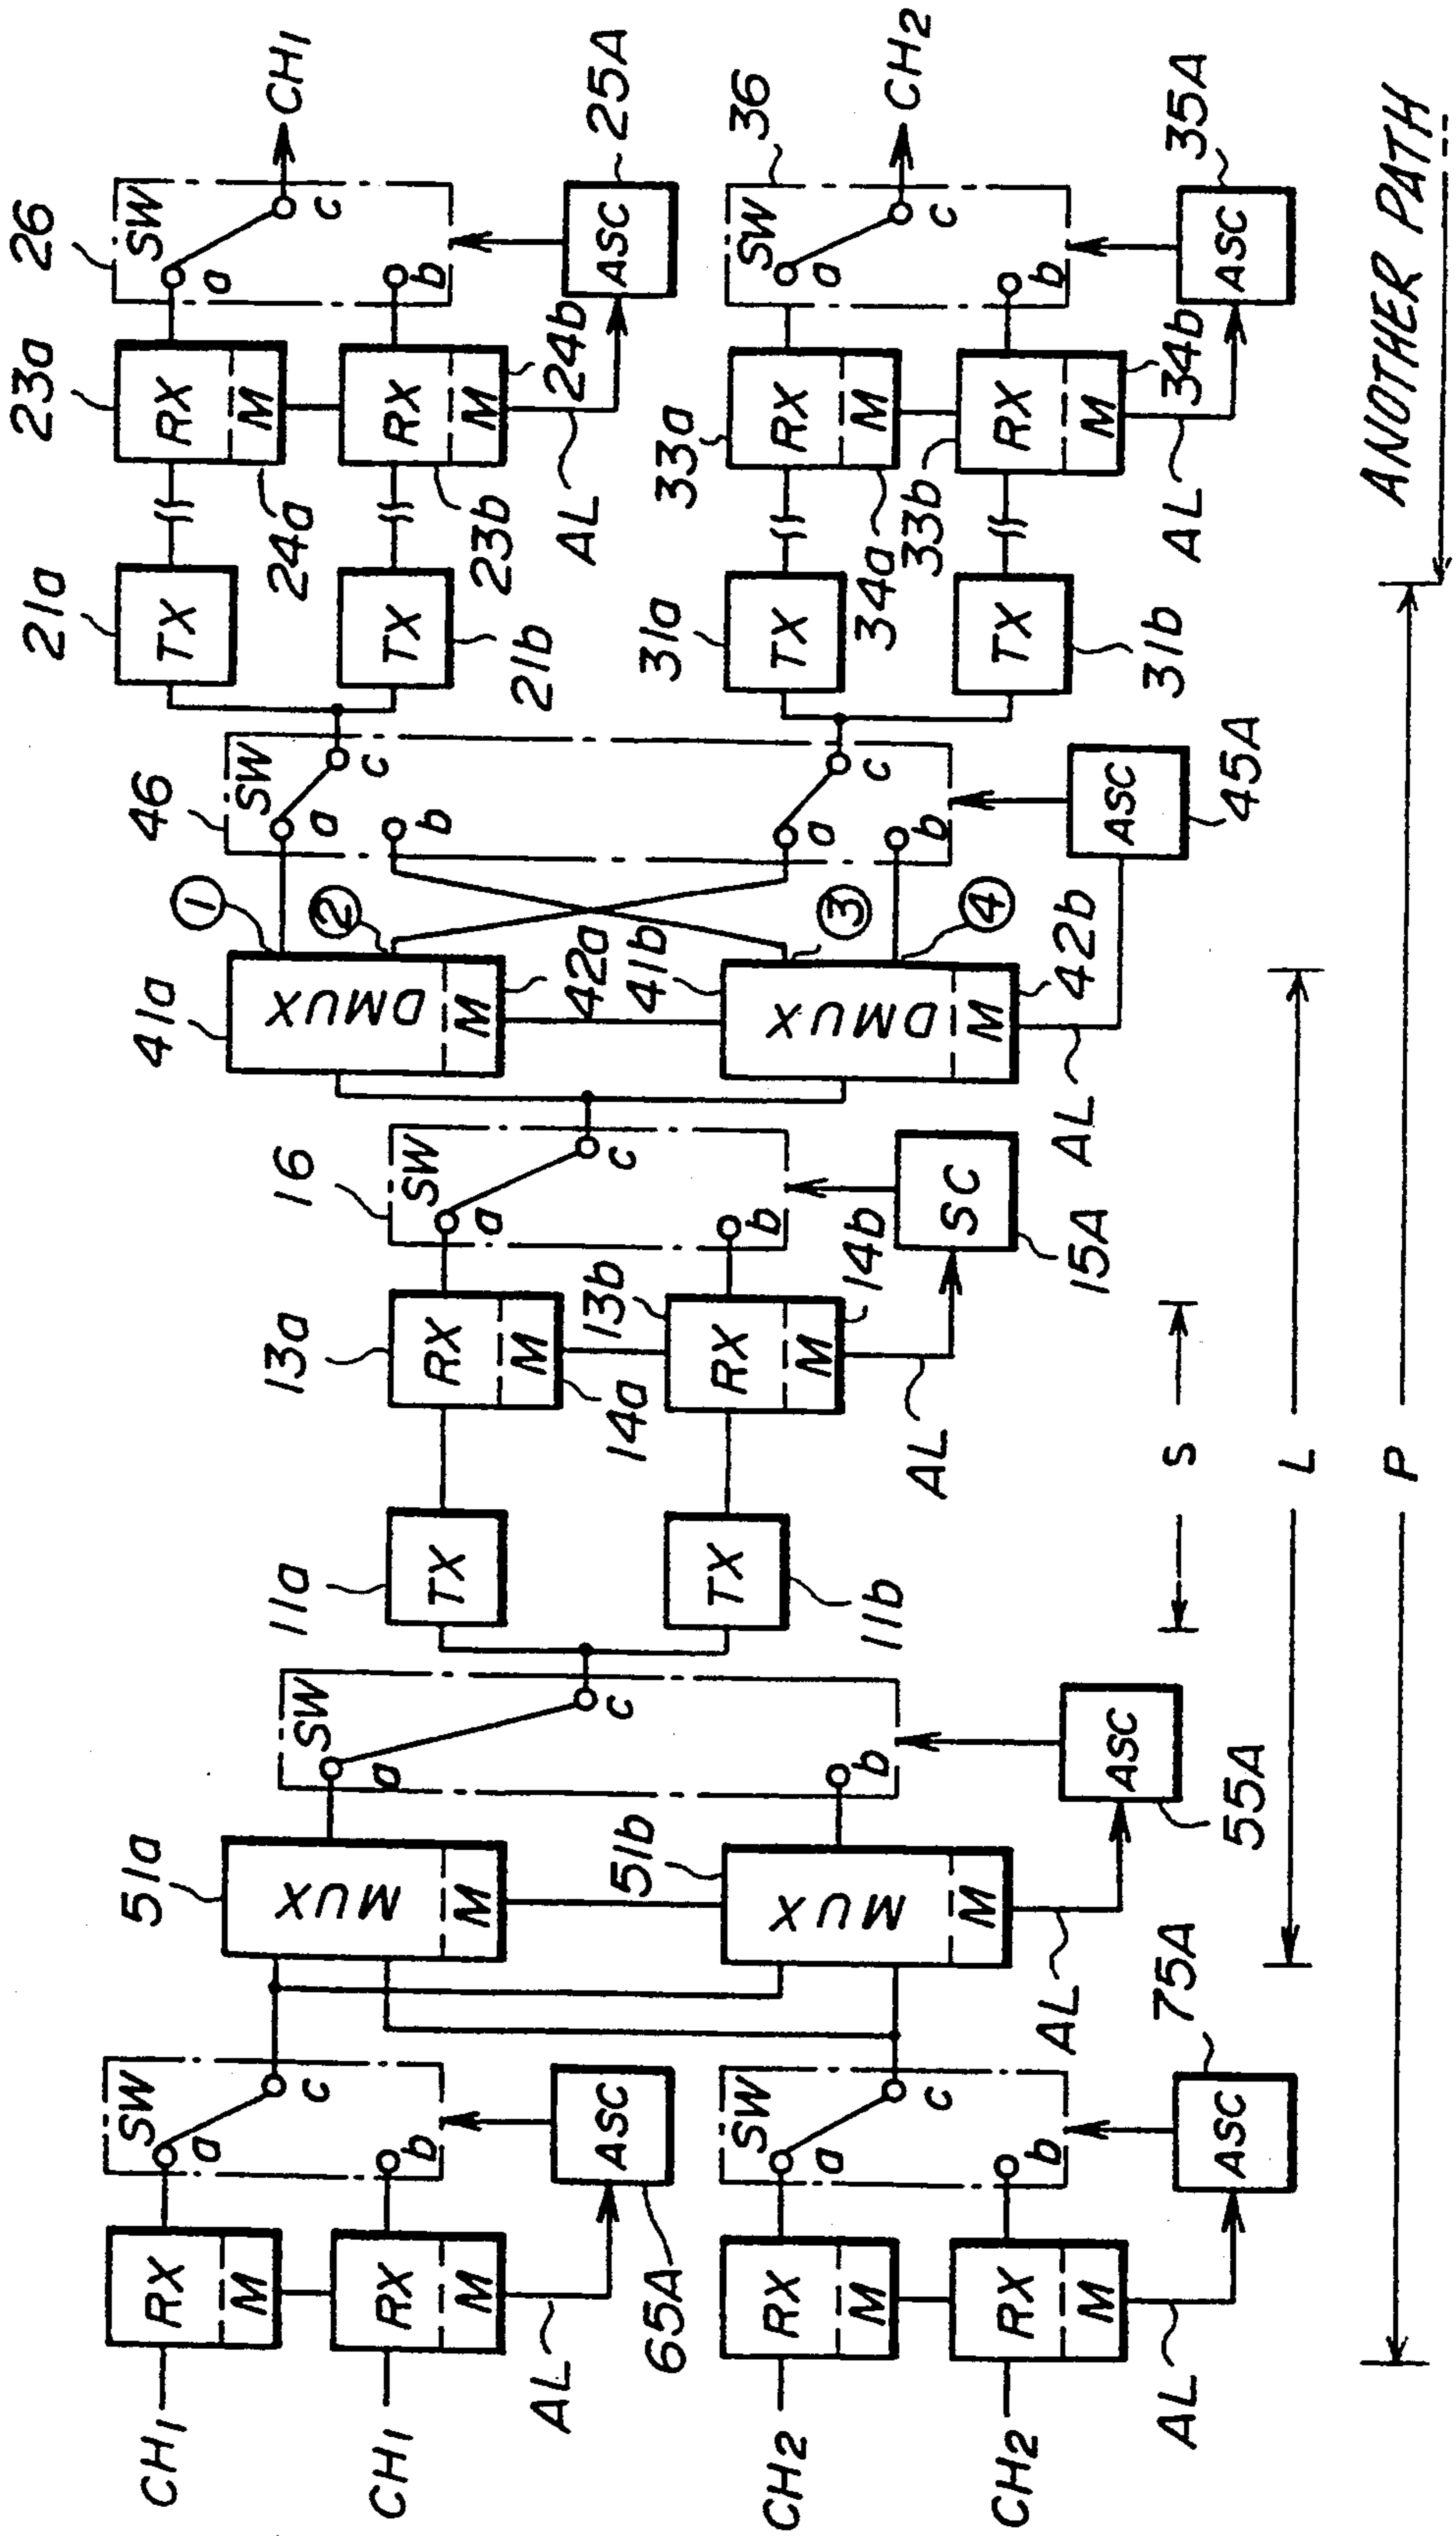 CH1
CH1
CH2
CH2
RX
M
RX
M
AL
65A
ASC
SW
a
b
c
RX
M
RX
M
AL
75A
ASC
SW
a
b
c
51a
MUX
M
51b
MUX
M
AL
55A
ASC
SW
a
b
c
11a
TX
11b
TX
13a
RX
M
14a
13b
RX
M
14b
AL
15A
SC
16
SW
a
b
c
41a
DMUX
M
42a
41b
DMUX
M
42b
AL
45A
ASC
①
②
③
④
46
SW
a
b
c
a
b
c
21a
TX
21b
TX
23a
RX
M
24a
23b
RX
M
24b
AL
25A
ASC
26
SW
a
b
c
CH1
31a
TX
31b
TX
33a
RX
M
34a
33b
RX
M
34b
AL
35A
ASC
36
SW
a
b
c
CH2
S
L
P
ANOTHER PATH